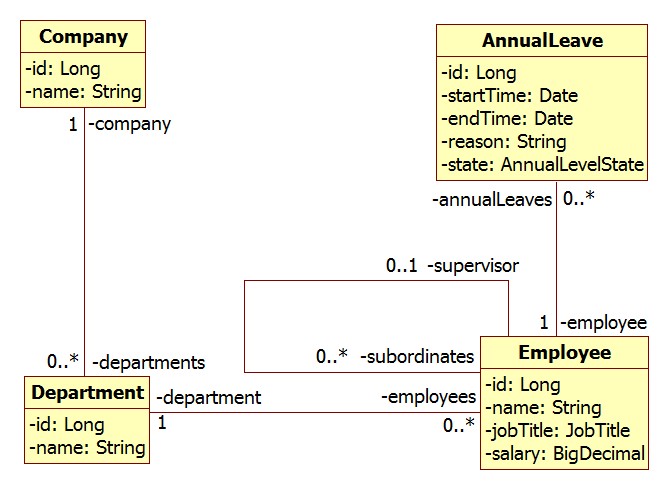 Company
-id: Long
-name: String
1 -company
0..* -departments
Department
-id: Long
-name: String
-department
1
-employees
0..*
AnnualLeave
-id: Long
-startTime: Date
-endTime: Date
-reason: String
-state: AnnualLevelState
-annualLeaves 0..*
0..1 -supervisor
0..* -subordinates
1 -employee
Employee
-id: Long
-name: String
-jobTitle: JobTitle
-salary: BigDecimal